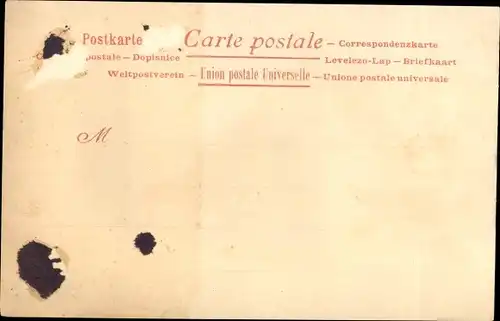 Postkarte Carte postale – Correspondenzkarte
postale – Dopisnice Levelezo-Lap – Briefkaart
Weltpostverein – Union postale Universelle – Unione postale universale
M